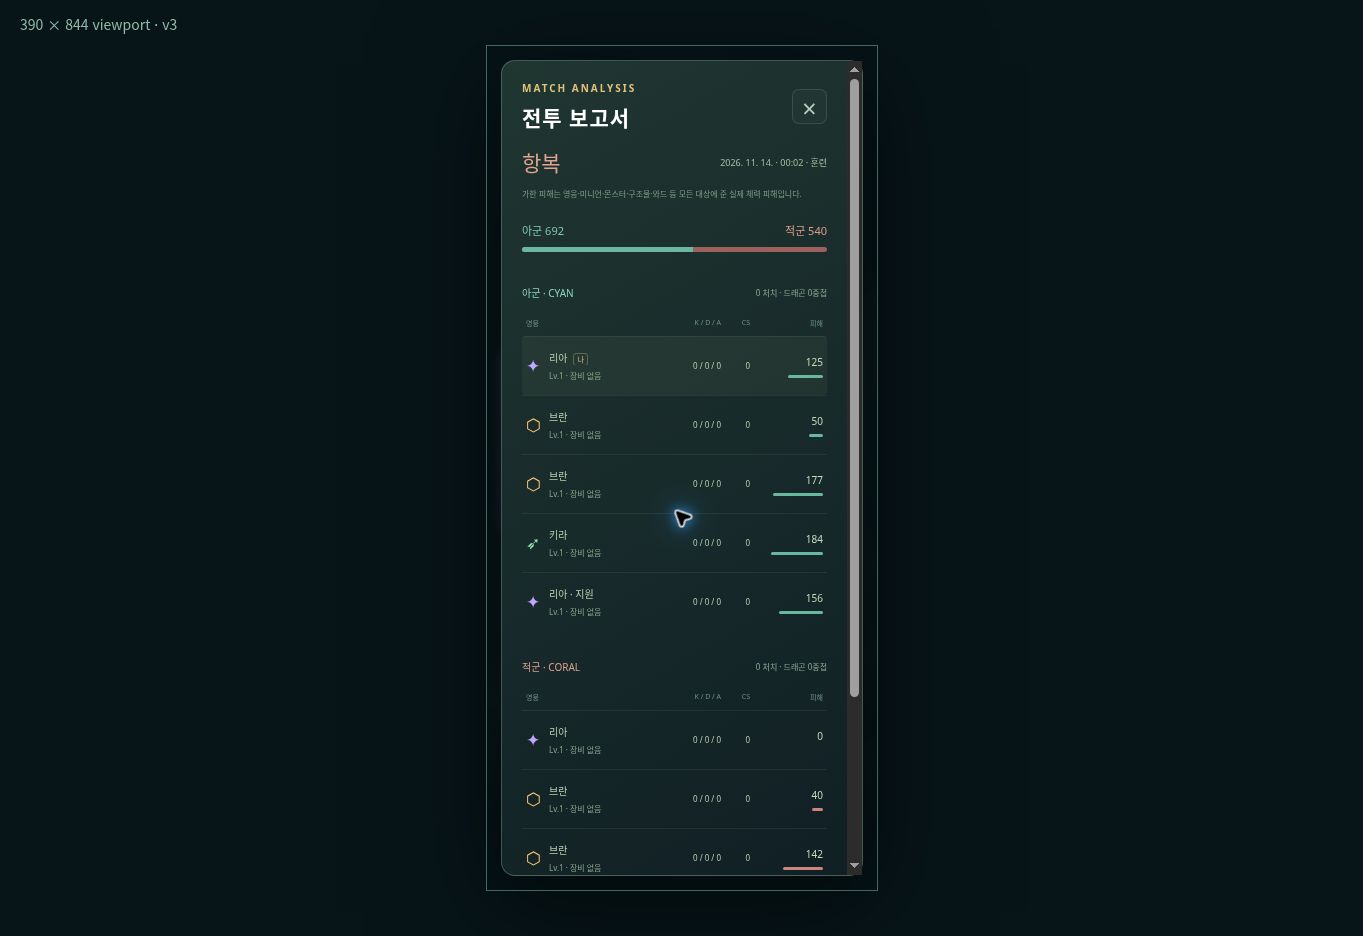 390 × 844 viewport · v3
MATCH ANALYSIS
전투 보고서
×
항복
2026. 11. 14. · 00:02 · 훈련
가한 피해는 영웅·미니언·몬스터·구조물·와드 등 모든 대상에 준 실제 체력 피해입니다.
아군 692 적군 540
아군 · CYAN 0 처치 · 드래곤 0중첩
영웅 K / D / A CS 피해
리아 나 0 / 0 / 0 0 125
Lv.1 · 장비 없음
브란 0 / 0 / 0 0 50
Lv.1 · 장비 없음
브란 0 / 0 / 0 0 177
Lv.1 · 장비 없음
키라 0 / 0 / 0 0 184
Lv.1 · 장비 없음
리아 · 지원 0 / 0 / 0 0 156
Lv.1 · 장비 없음
적군 · CORAL 0 처치 · 드래곤 0중첩
영웅 K / D / A CS 피해
리아 0 / 0 / 0 0 0
Lv.1 · 장비 없음
브란 0 / 0 / 0 0 40
Lv.1 · 장비 없음
브란 0 / 0 / 0 0 142
Lv.1 · 장비 없음